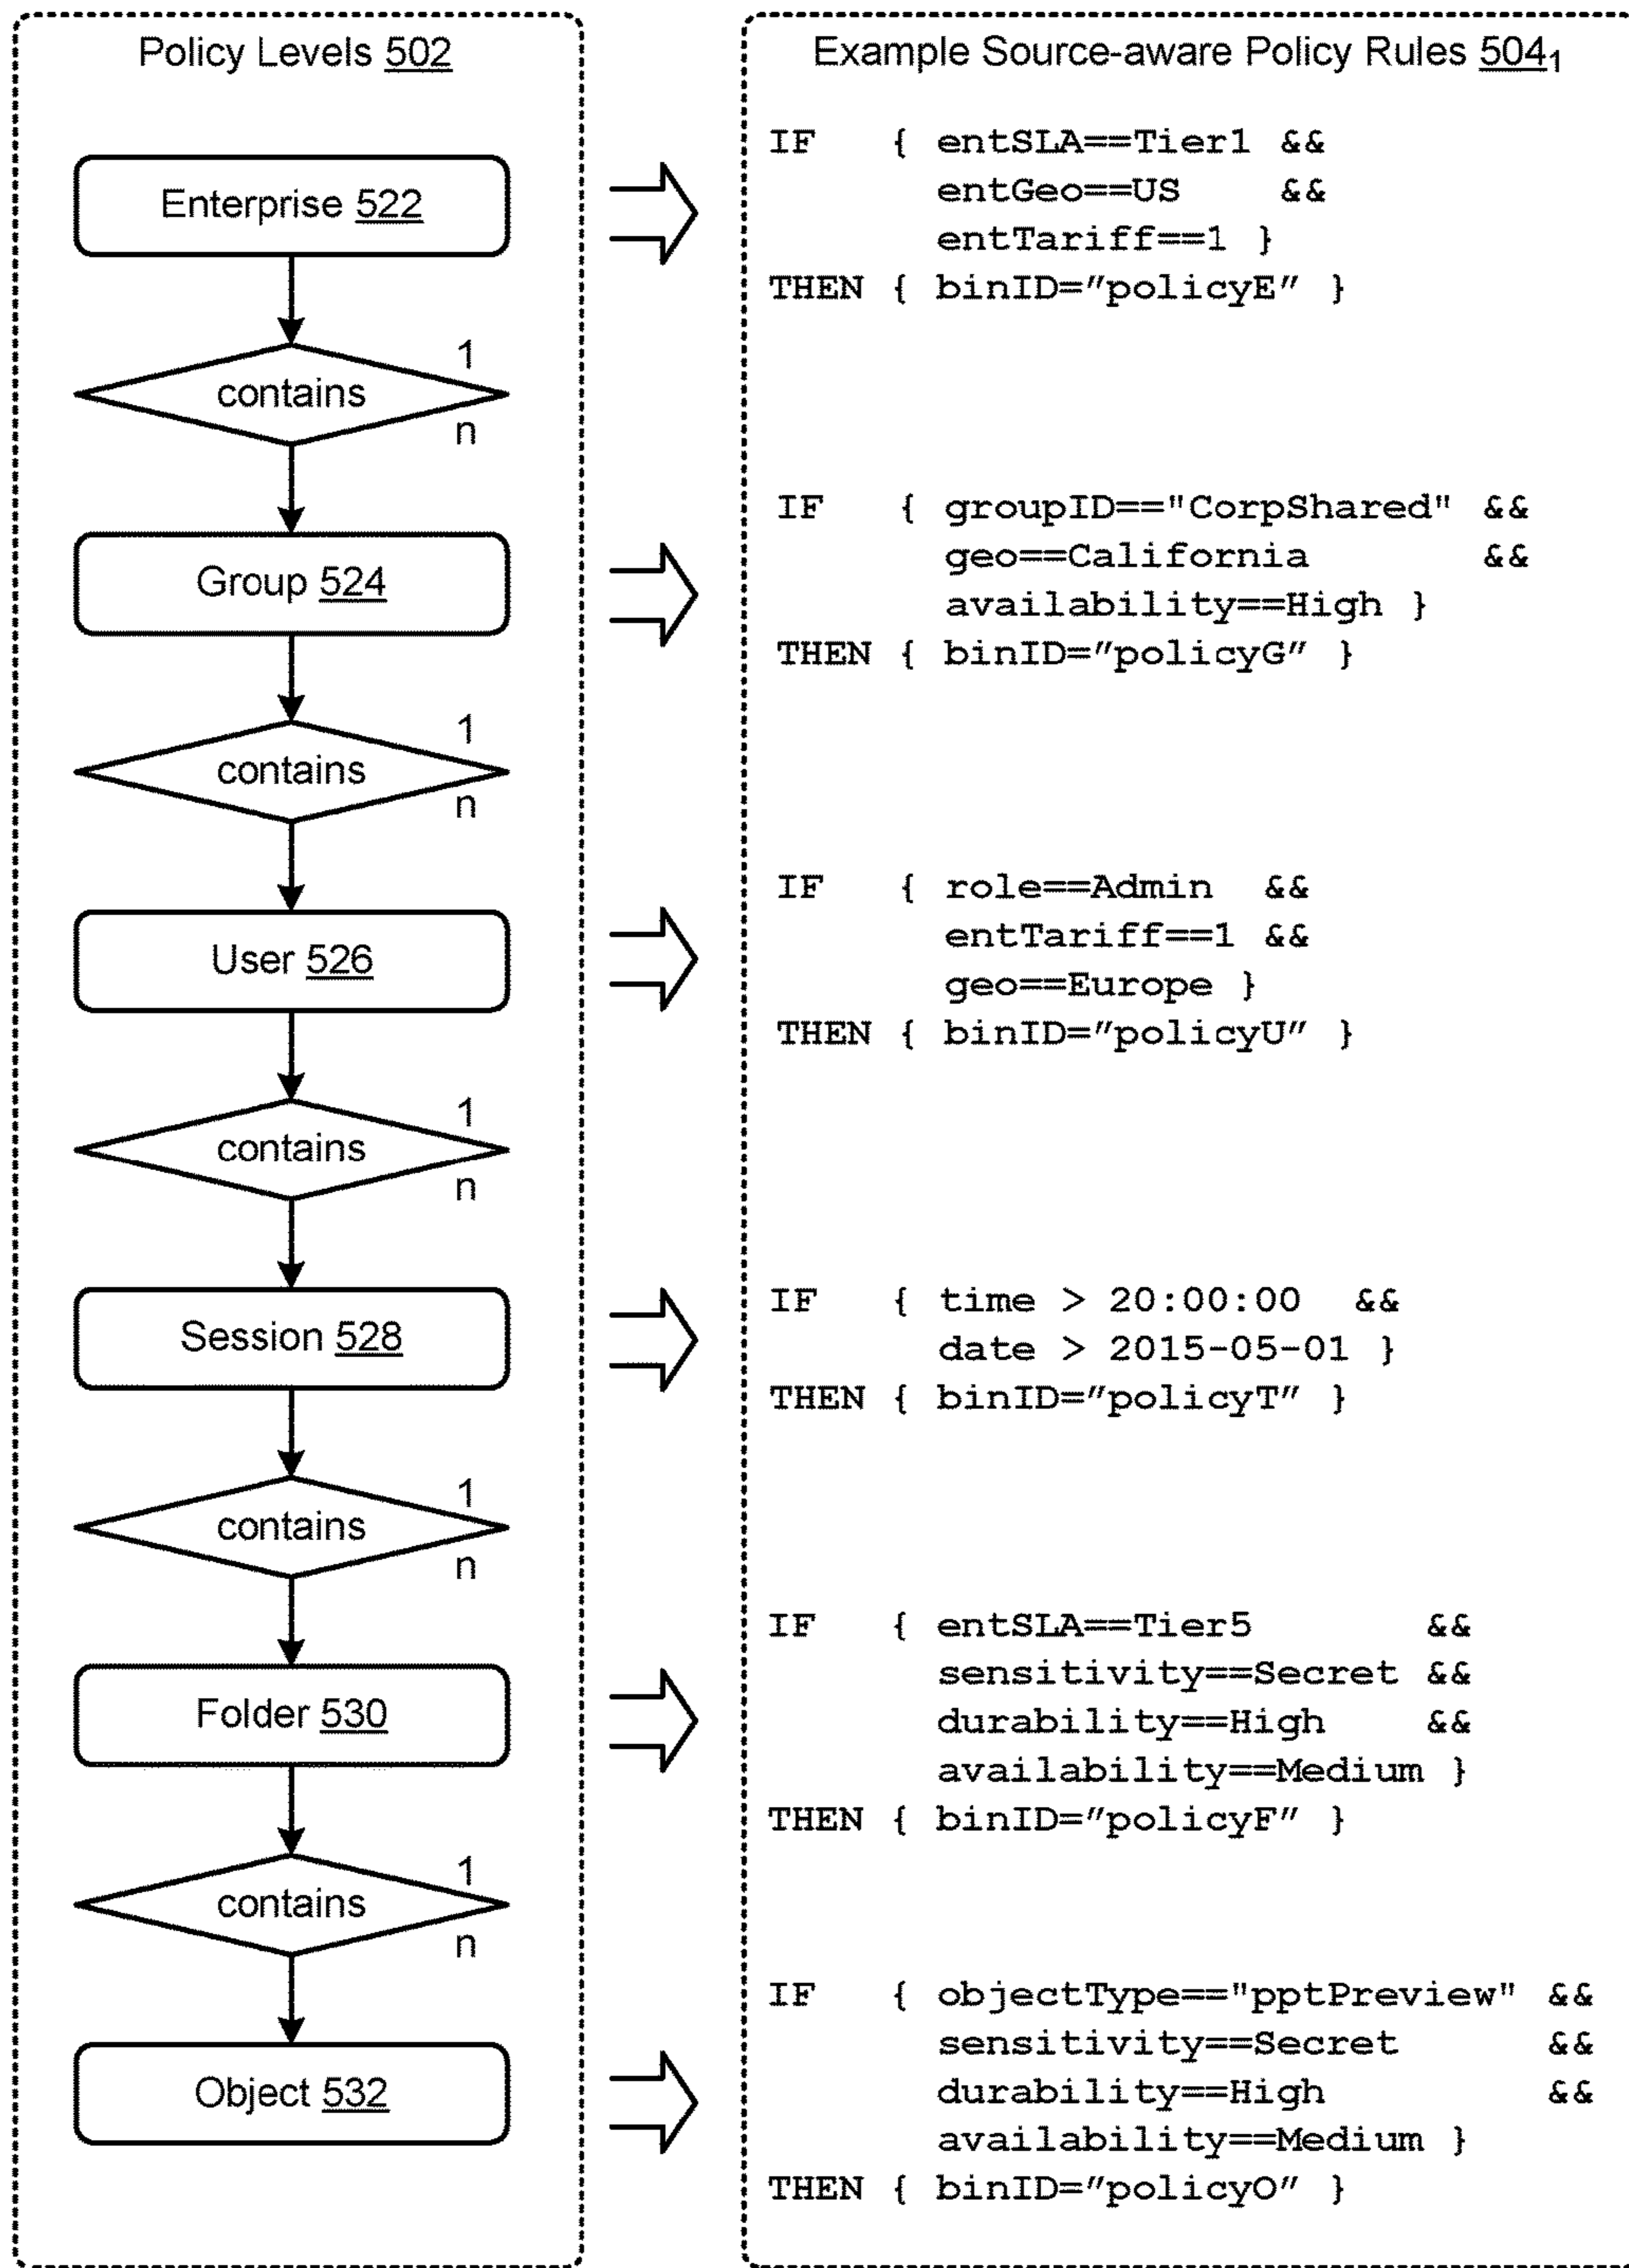 Policy Levels 502
Enterprise 522
1
contains
n
Group 524
1
contains
n
User 526
1
contains
n
Session 528
1
contains
n
Folder 530
1
contains
n
Object 532
Example Source-aware Policy Rules 504₁
IF { entSLA==Tier1 &&
entGeo==US &&
entTariff==1 }
THEN { binID=″policyE″ }
IF { groupID=="CorpShared" &&
geo==California &&
availability==High }
THEN { binID=″policyG″ }
IF { role==Admin &&
entTariff==1 &&
geo==Europe }
THEN { binID=″policyU″ }
IF { time > 20:00:00 &&
date > 2015-05-01 }
THEN { binID=″policyT″ }
IF { entSLA==Tier5 &&
sensitivity==Secret &&
durability==High &&
availability==Medium }
THEN { binID=″policyF″ }
IF { objectType=="pptPreview" &&
sensitivity==Secret &&
durability==High &&
availability==Medium }
THEN { binID=″policyO″ }